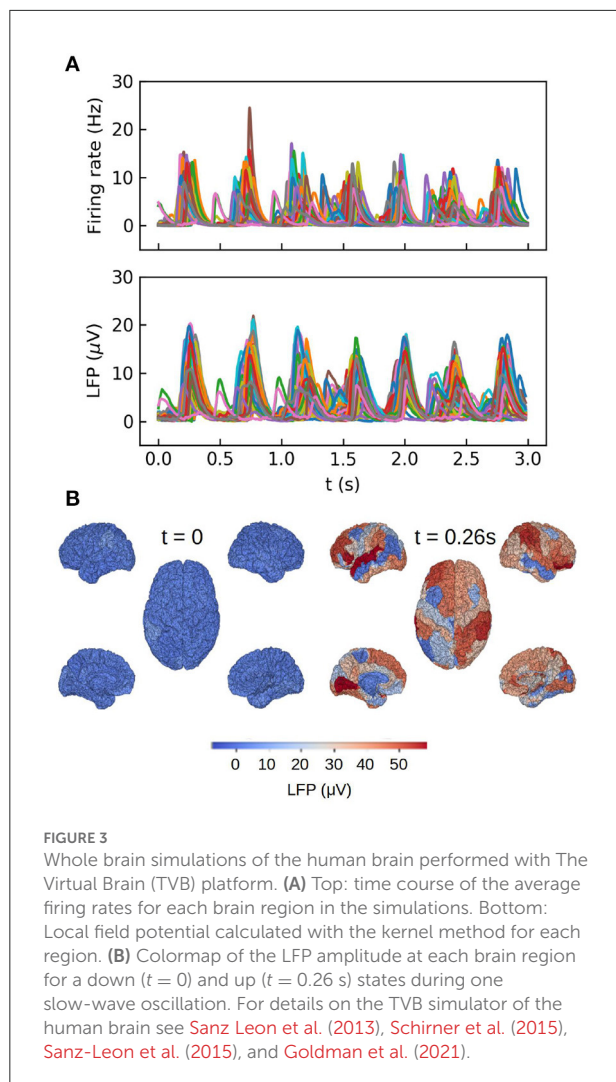 A
30
20
10
0
Firing rate (Hz)
30
20
10
0
LFP (μV)
0.0 0.5 1.0 1.5 2.0 2.5 3.0
t (s)
B
t = 0
t = 0.26s
0 10 20 30 40 50
LFP (μV)
FIGURE 3
Whole brain simulations of the human brain performed with The
Virtual Brain (TVB) platform. (A) Top: time course of the average
firing rates for each brain region in the simulations. Bottom:
Local field potential calculated with the kernel method for each
region. (B) Colormap of the LFP amplitude at each brain region
for a down (t = 0) and up (t = 0.26 s) states during one
slow-wave oscillation. For details on the TVB simulator of the
human brain see Sanz Leon et al. (2013), Schirner et al. (2015),
Sanz-Leon et al. (2015), and Goldman et al. (2021).